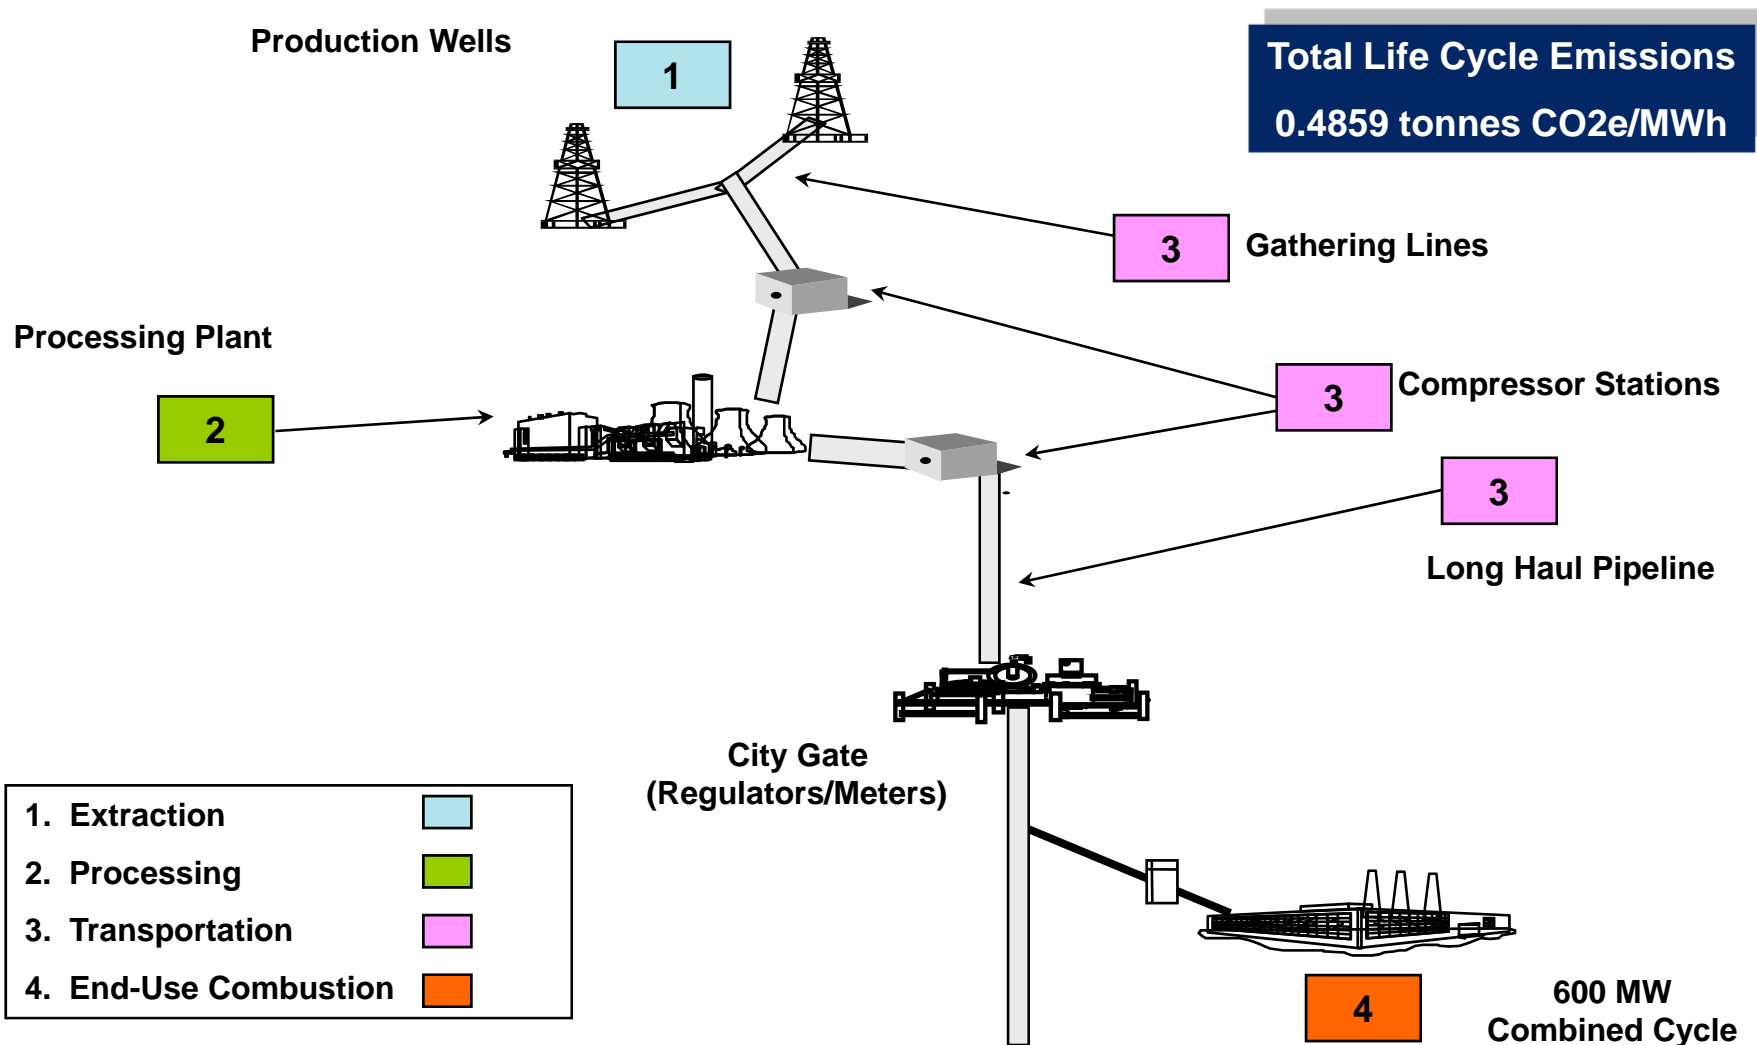 Production Wells
1
Total Life Cycle Emissions
0.4859 tonnes CO2e/MWh
3
Gathering Lines
Processing Plant
2
3
Compressor Stations
3
Long Haul Pipeline
City Gate
(Regulators/Meters)
1. Extraction
2. Processing
3. Transportation
4. End-Use Combustion
4
600 MW
Combined Cycle